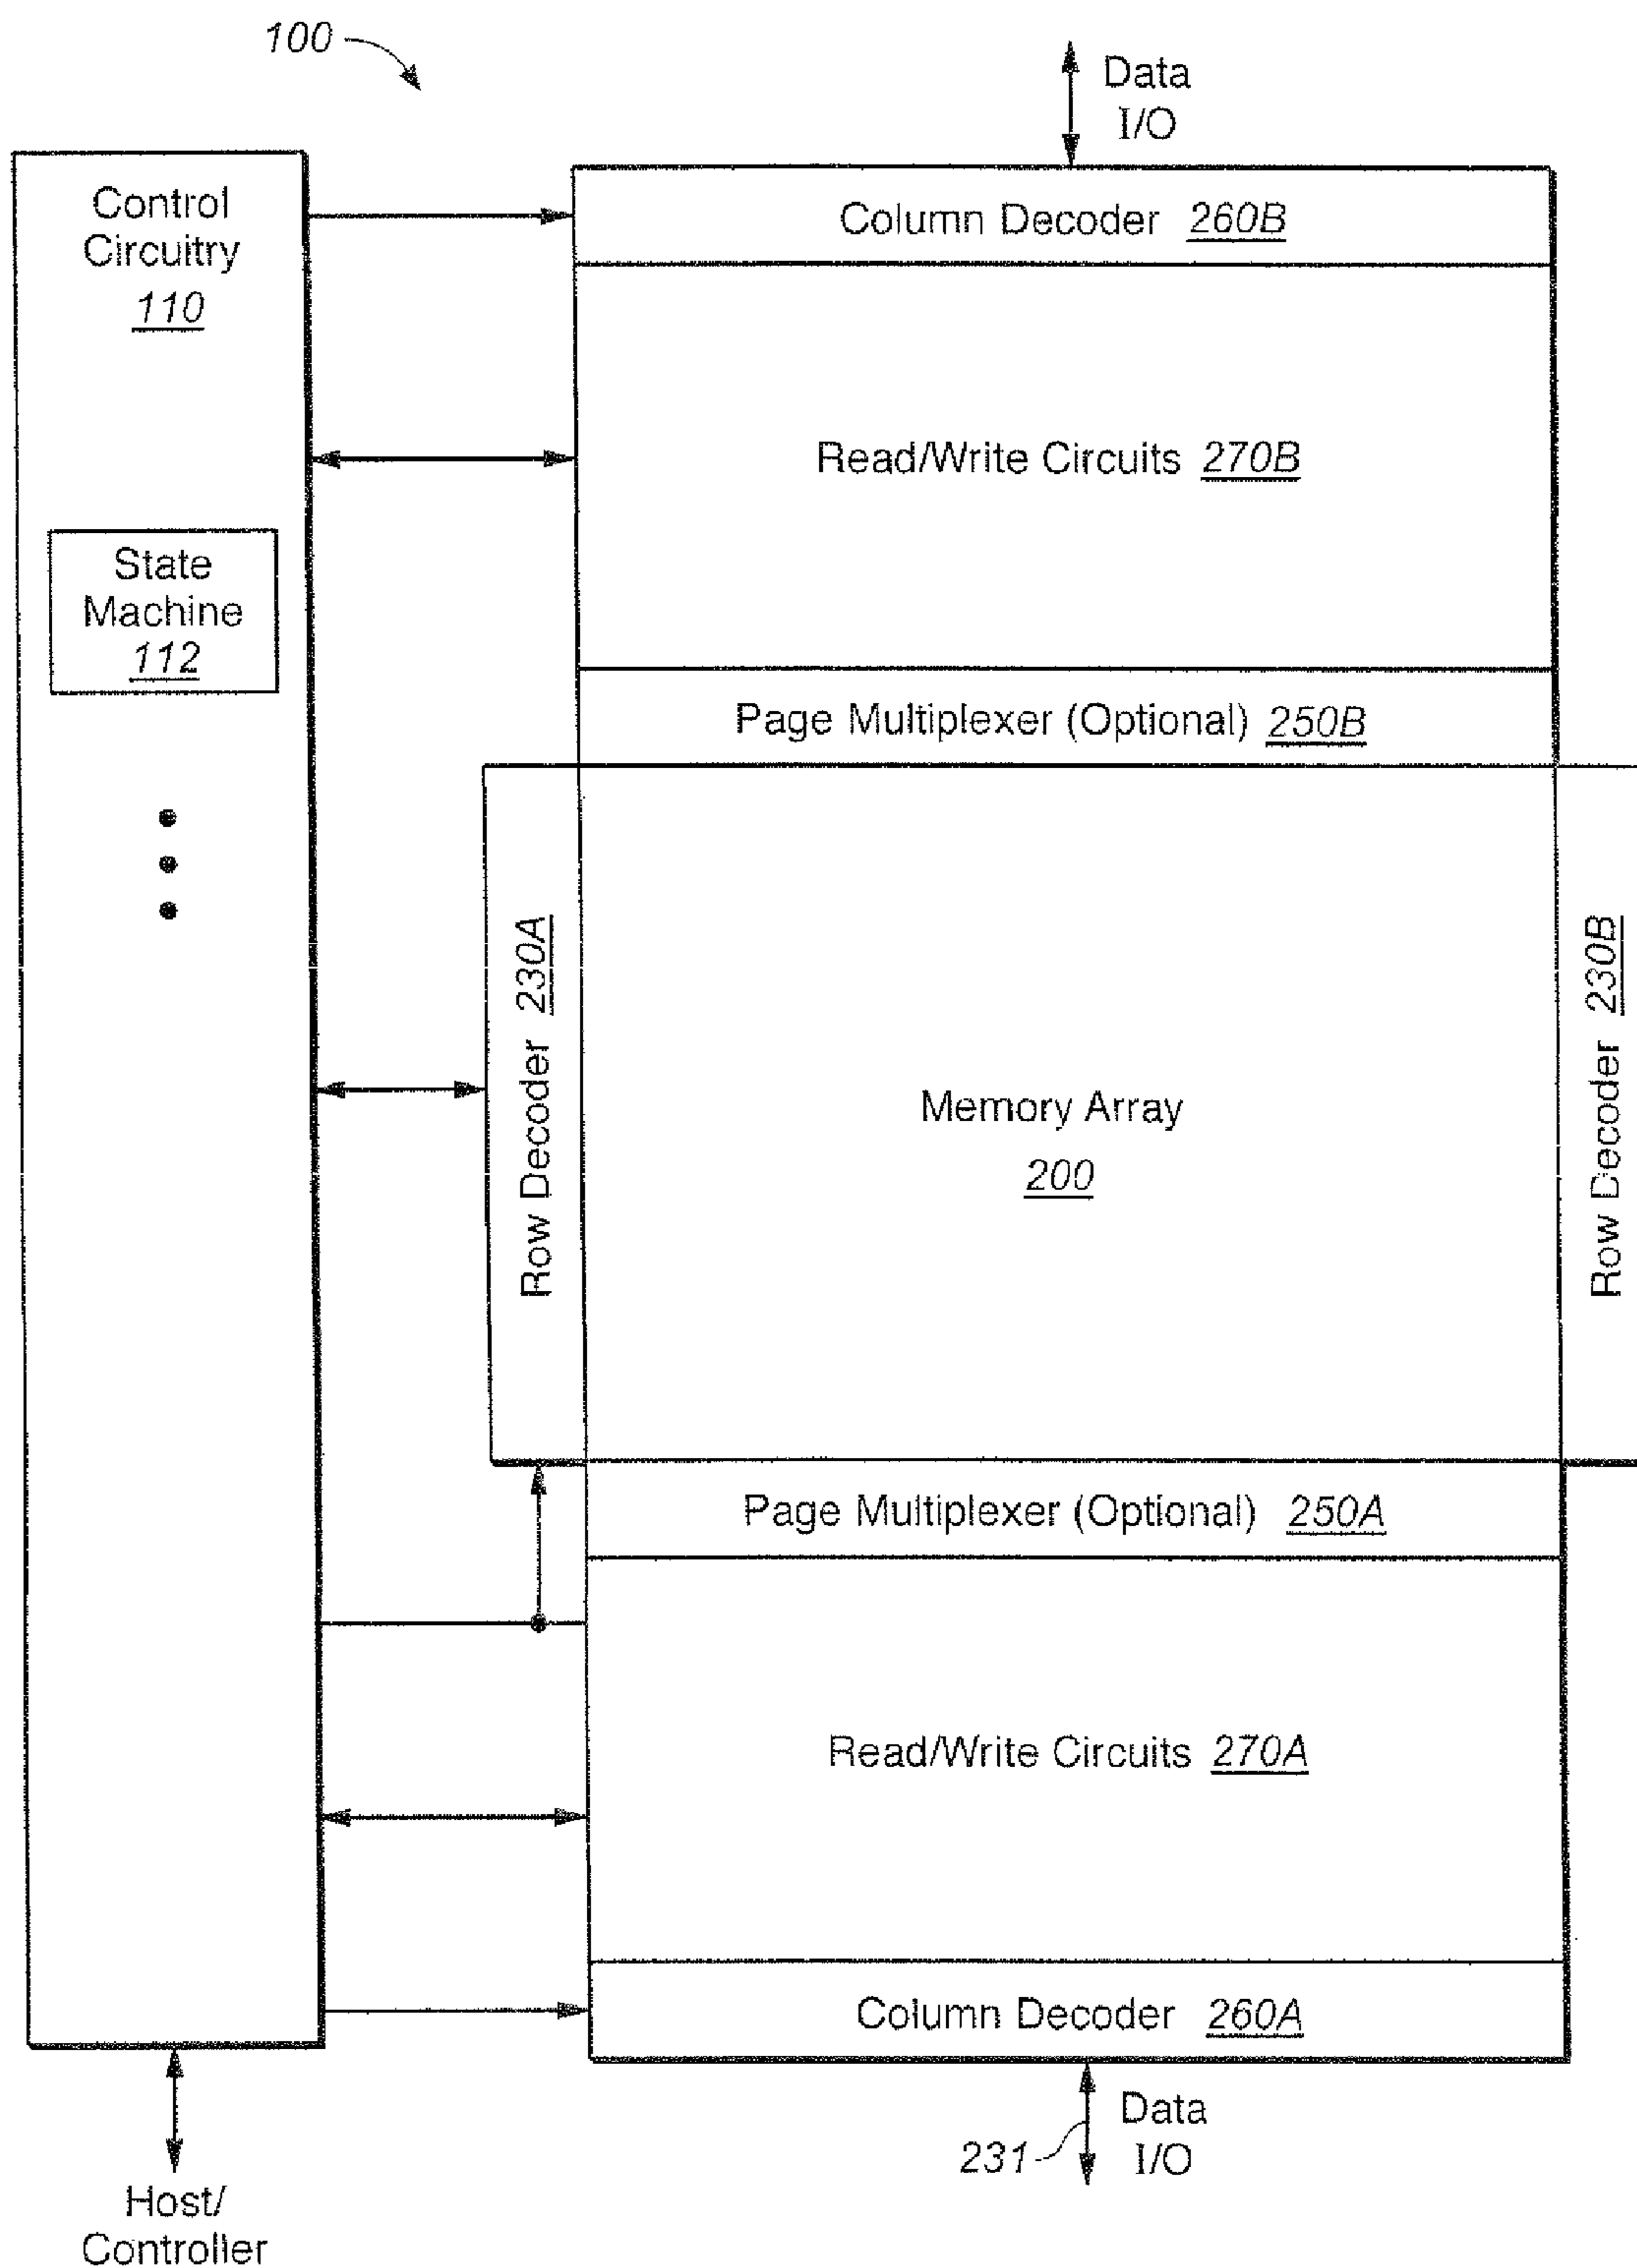 100
Data
I/O
Control
Circuitry
110
Column Decoder 260B
Read/Write Circuits 270B
State
Machine
112
Page Multiplexer (Optional) 250B
Row Decoder 230A
Memory Array
200
Row Decoder 230B
Page Multiplexer (Optional) 250A
Read/Write Circuits 270A
Column Decoder 260A
Data
I/O
231
Host/
Controller